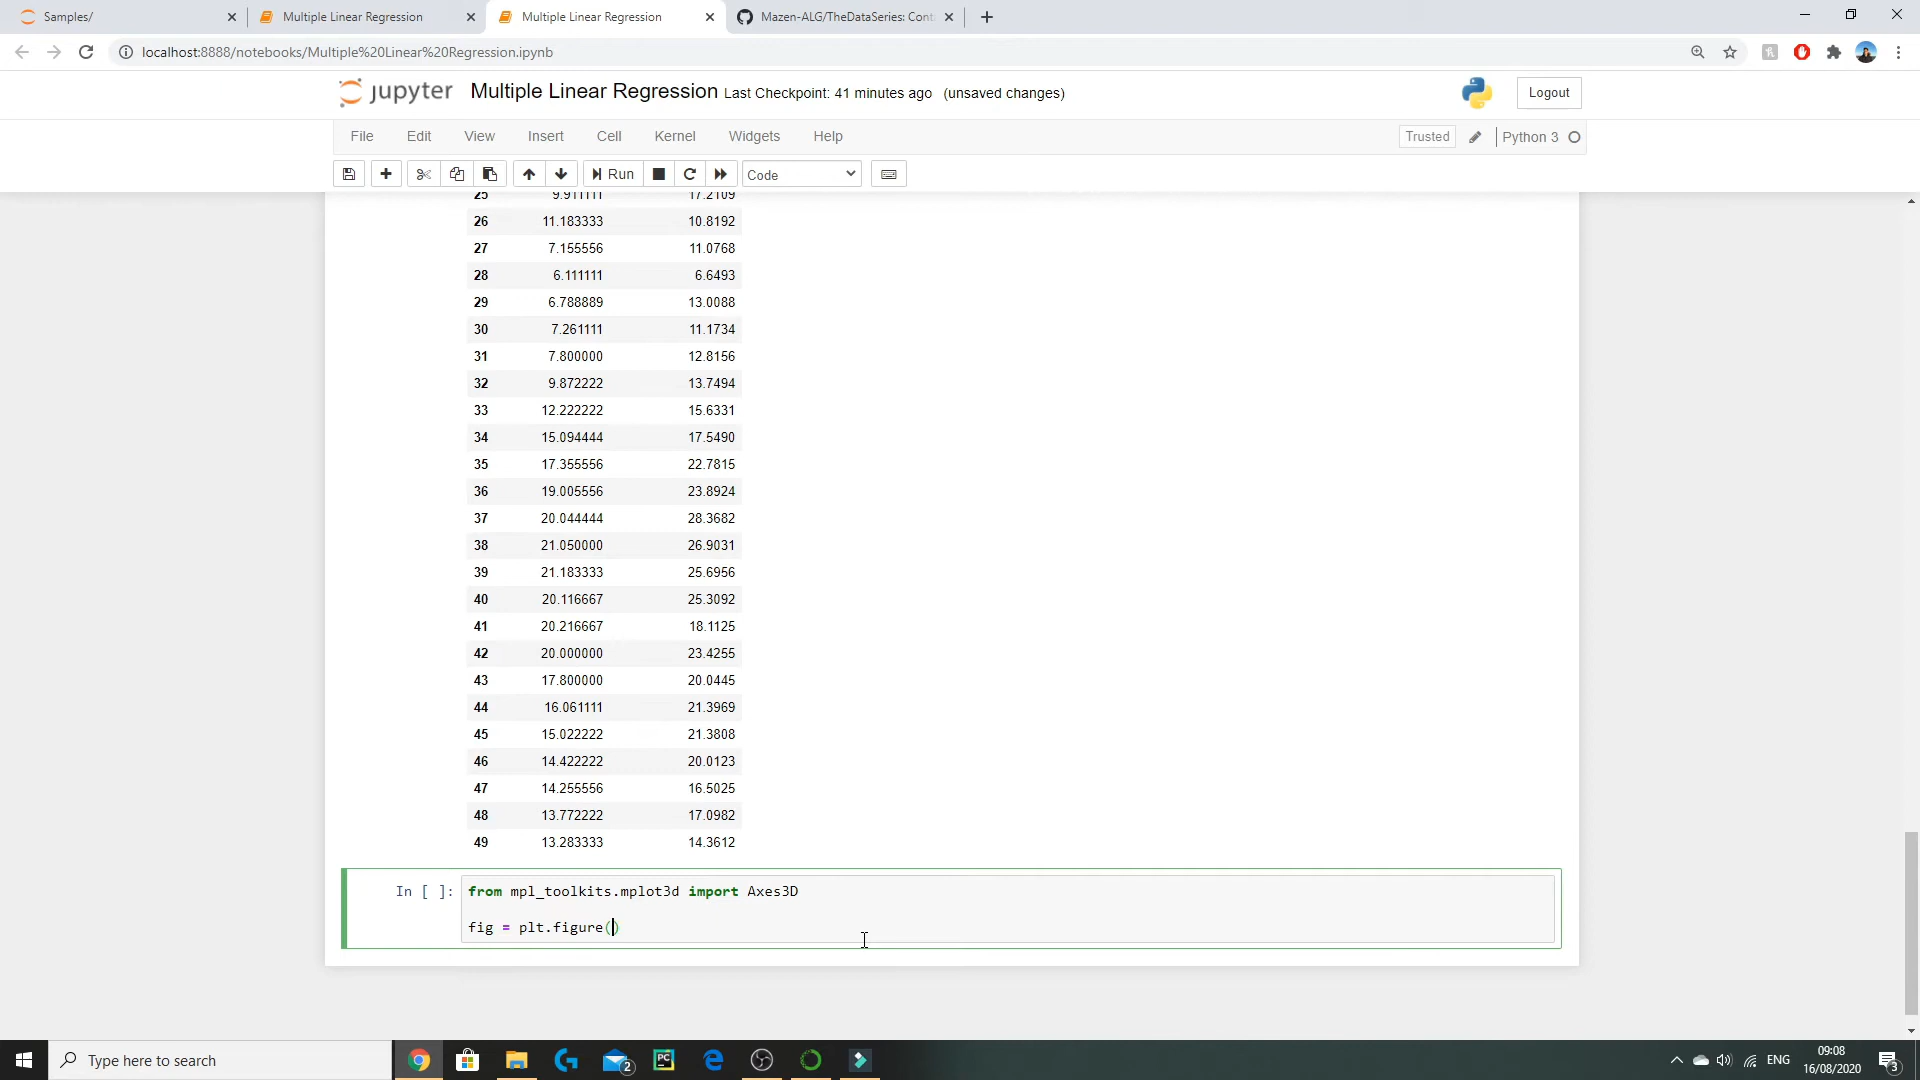 Samples/
Multiple Linear Regression
Multiple Linear Regression
Mazen-ALG/TheDataSeries: Cont
localhost:8888/notebooks/Multiple%20Linear%20Regression.ipynb
jupyter Multiple Linear Regression Last Checkpoint: 41 minutes ago (unsaved changes)
Logout
File Edit View Insert Cell Kernel Widgets Help
Trusted
Python 3
Run
Code
25 9.911111 17.2109
26 11.183333 10.8192
27 7.155556 11.0768
28 6.111111 6.6493
29 6.788889 13.0088
30 7.261111 11.1734
31 7.800000 12.8156
32 9.872222 13.7494
33 12.222222 15.6331
34 15.094444 17.5490
35 17.355556 22.7815
36 19.005556 23.8924
37 20.044444 28.3682
38 21.050000 26.9031
39 21.183333 25.6956
40 20.116667 25.3092
41 20.216667 18.1125
42 20.000000 23.4255
43 17.800000 20.0445
44 16.061111 21.3969
45 15.022222 21.3808
46 14.422222 20.0123
47 14.255556 16.5025
48 13.772222 17.0982
49 13.283333 14.3612
In [ ]: from mpl_toolkits.mplot3d import Axes3D
fig = plt.figure()
Type here to search
PC
2
ENG
09:08
16/08/2020
3